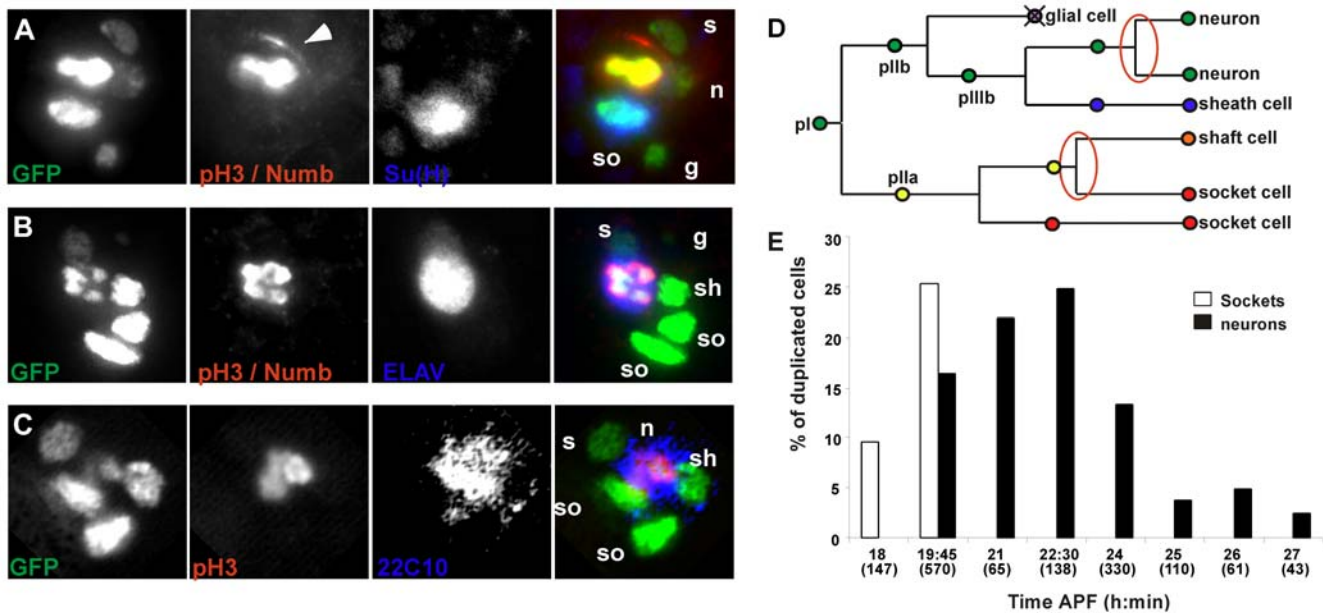 A
GFP
pH3 / Numb
Su(H)
s
n
so
g
B
GFP
pH3 / Numb
ELAV
s
g
sh
so
so
C
GFP
pH3
22C10
n
s
sh
so
so
D
glial cell
neuron
pIIb
neuron
pIIIb
sheath cell
pI
shaft cell
pIIa
socket cell
socket cell
E
% of duplicated cells
30
25
20
15
10
5
0
Sockets
neurons
18 19:45 21 22:30 24 25 26 27
(147) (570) (65) (138) (330) (110) (61) (43)
Time APF (h:min)